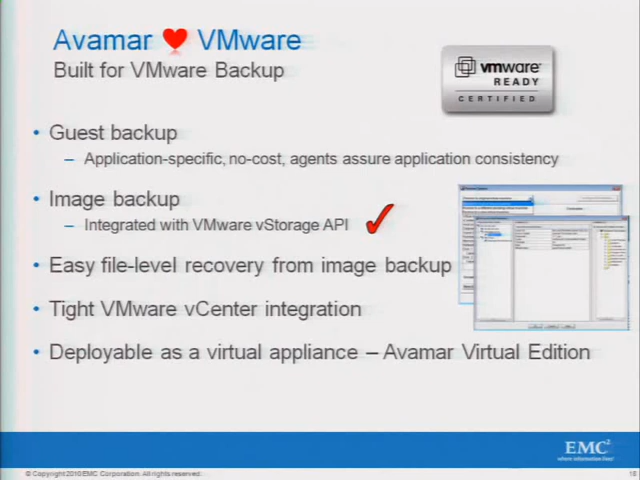 Avamar ♥ VMware
Built for VMware Backup
vmware®
READY
CERTIFIED
• Guest backup
– Application-specific, no-cost, agents assure application consistency
• Image backup
– Integrated with VMware vStorage API
• Easy file-level recovery from image backup
• Tight VMware vCenter integration
• Deployable as a virtual appliance – Avamar Virtual Edition
EMC²
where information lives®
© Copyright 2010 EMC Corporation. All rights reserved.